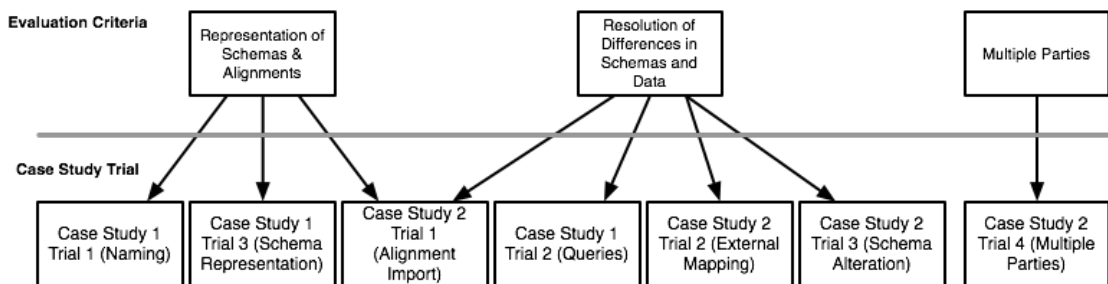 Evaluation Criteria
Representation of
Schemas &
Alignments
Resolution of
Differences in
Schemas and
Data
Multiple Parties
Case Study Trial
Case Study 1
Trial 1 (Naming)
Case Study 1
Trial 3 (Schema
Representation)
Case Study 2
Trial 1
(Alignment
Import)
Case Study 1
Trial 2 (Queries)
Case Study 2
Trial 2 (External
Mapping)
Case Study 2
Trial 3 (Schema
Alteration)
Case Study 2
Trial 4 (Multiple
Parties)